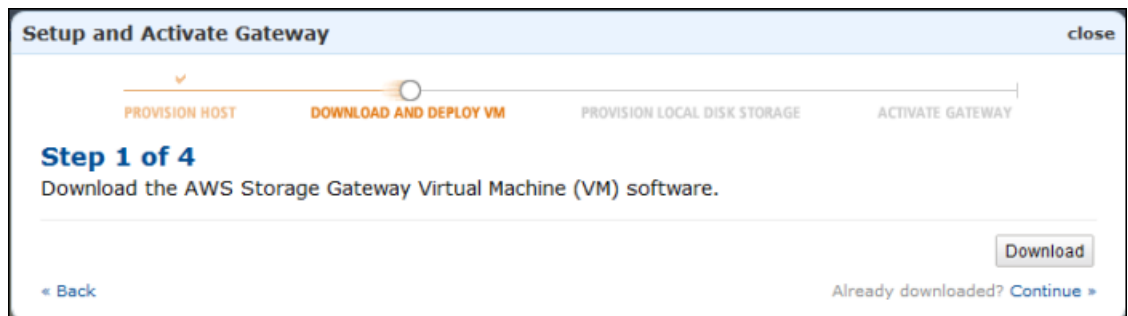 Setup and Activate Gateway close
PROVISION HOST DOWNLOAD AND DEPLOY VM PROVISION LOCAL DISK STORAGE ACTIVATE GATEWAY
Step 1 of 4
Download the AWS Storage Gateway Virtual Machine (VM) software.
Download
« Back Already downloaded? Continue »